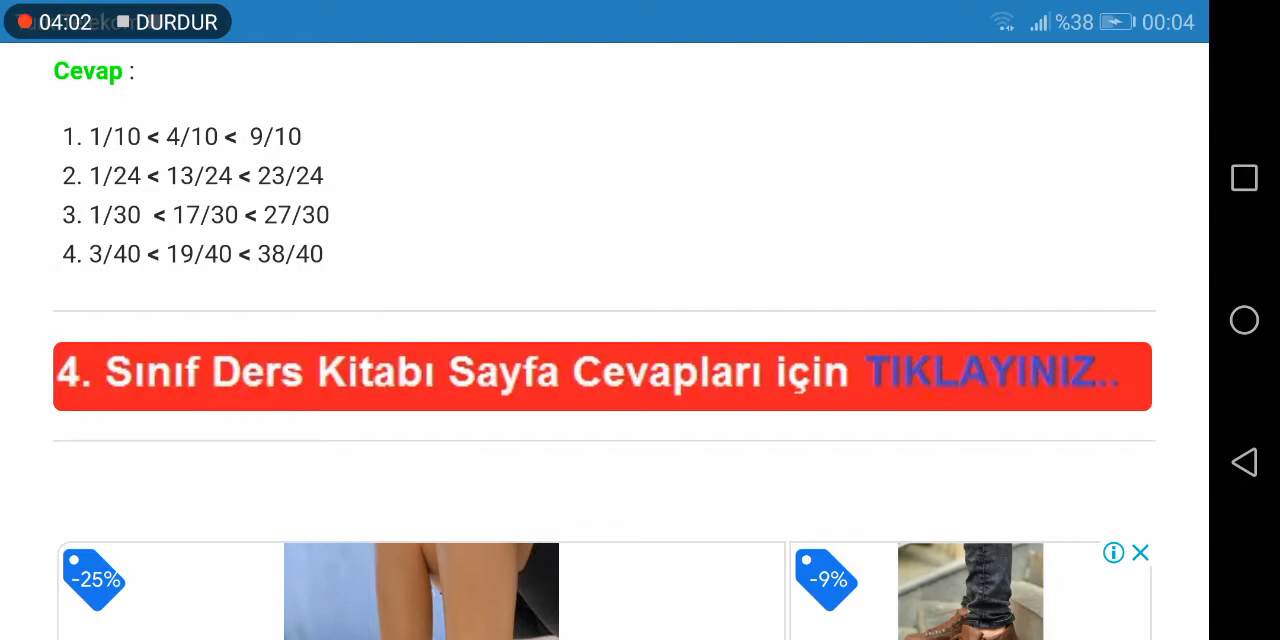 04:02 DURDUR %38 00:04
Cevap :
1. 1/10 < 4/10 < 9/10
2. 1/24 < 13/24 < 23/24
3. 1/30 < 17/30 < 27/30
4. 3/40 < 19/40 < 38/40
4. Sınıf Ders Kitabı Sayfa Cevapları için TIKLAYINIZ..
-25% -9%